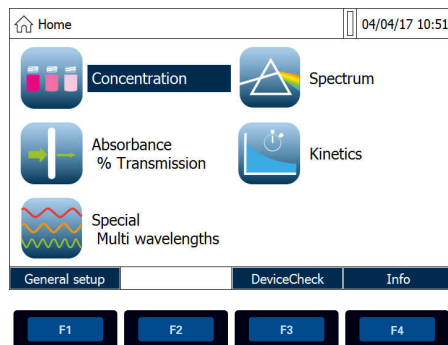 Home
04/04/17 10:51
Concentration
Spectrum
Absorbance
% Transmission
Kinetics
Special
Multi wavelengths
General setup
DeviceCheck
Info
F1
F2
F3
F4